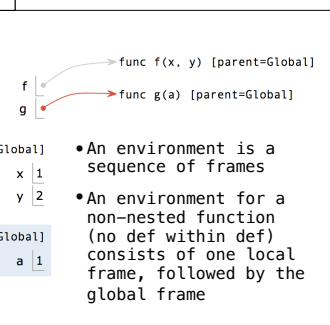 func f(x, y) [parent=Global]
f
func g(a) [parent=Global]
g
Global]
x 1
y 2
Global]
a 1
•An environment is a
sequence of frames
•An environment for a
non-nested function
(no def within def)
consists of one local
frame, followed by the
global frame